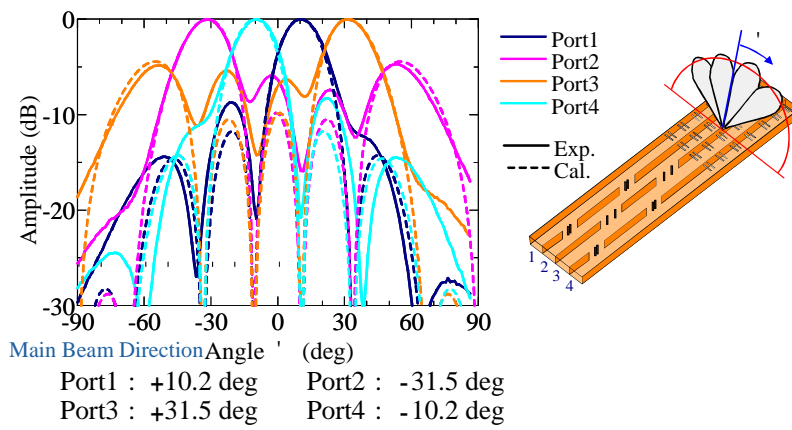 0
-10
-20
-30
Amplitude (dB)
-90
-60
-30
0
30
60
90
Port1
Port2
Port3
Port4
Exp.
Cal.
'
1
2
3
4
Main Beam Direction Angle ' (deg)
Port1 : +10.2 deg Port2 : -31.5 deg
Port3 : +31.5 deg Port4 : -10.2 deg